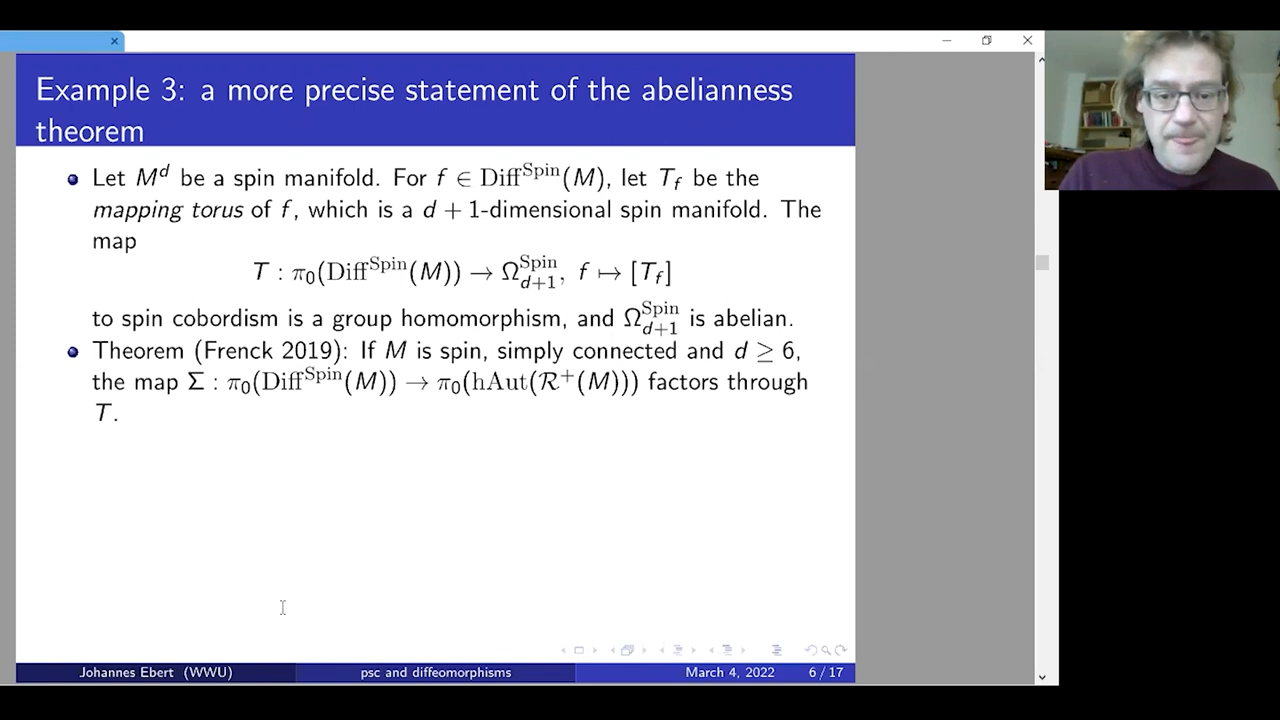 Example 3: a more precise statement of the abelianness
theorem
Let M^d be a spin manifold. For f ∈ Diff^Spin(M), let T_f be the
mapping torus of f, which is a d + 1-dimensional spin manifold. The
map
T : π_0(Diff^Spin(M)) → Ω^Spin_{d+1}, f ↦ [T_f]
to spin cobordism is a group homomorphism, and Ω^Spin_{d+1} is abelian.
Theorem (Frenck 2019): If M is spin, simply connected and d ≥ 6,
the map Σ : π_0(Diff^Spin(M)) → π_0(hAut(R^+(M))) factors through
T.
Johannes Ebert (WWU) psc and diffeomorphisms March 4, 2022 6 / 17